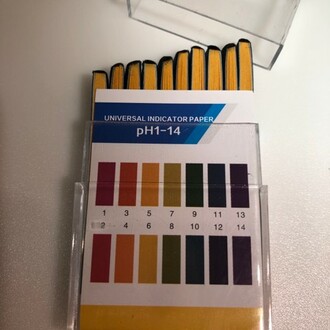 UNIVERSAL INDICATOR PAPER
pH1-14
1 3 5 7 9 11 13
2 4 6 8 10 12 14